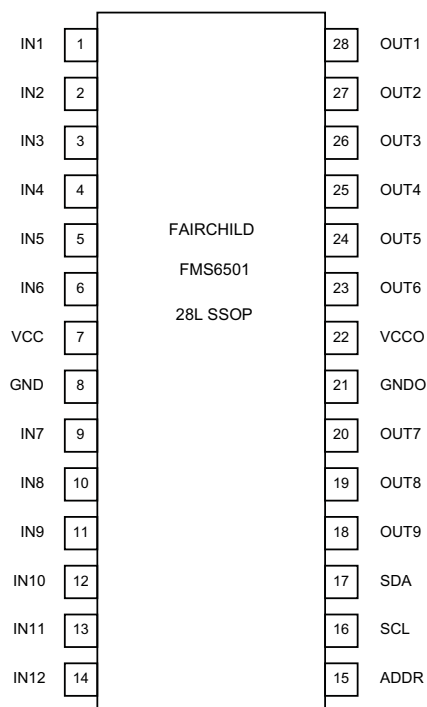 IN1 1 28 OUT1
IN2 2 27 OUT2
IN3 3 26 OUT3
IN4 4 25 OUT4
IN5 5 FAIRCHILD 24 OUT5
FMS6501
IN6 6 23 OUT6
28L SSOP
VCC 7 22 VCCO
GND 8 21 GNDO
IN7 9 20 OUT7
IN8 10 19 OUT8
IN9 11 18 OUT9
IN10 12 17 SDA
IN11 13 16 SCL
IN12 14 15 ADDR